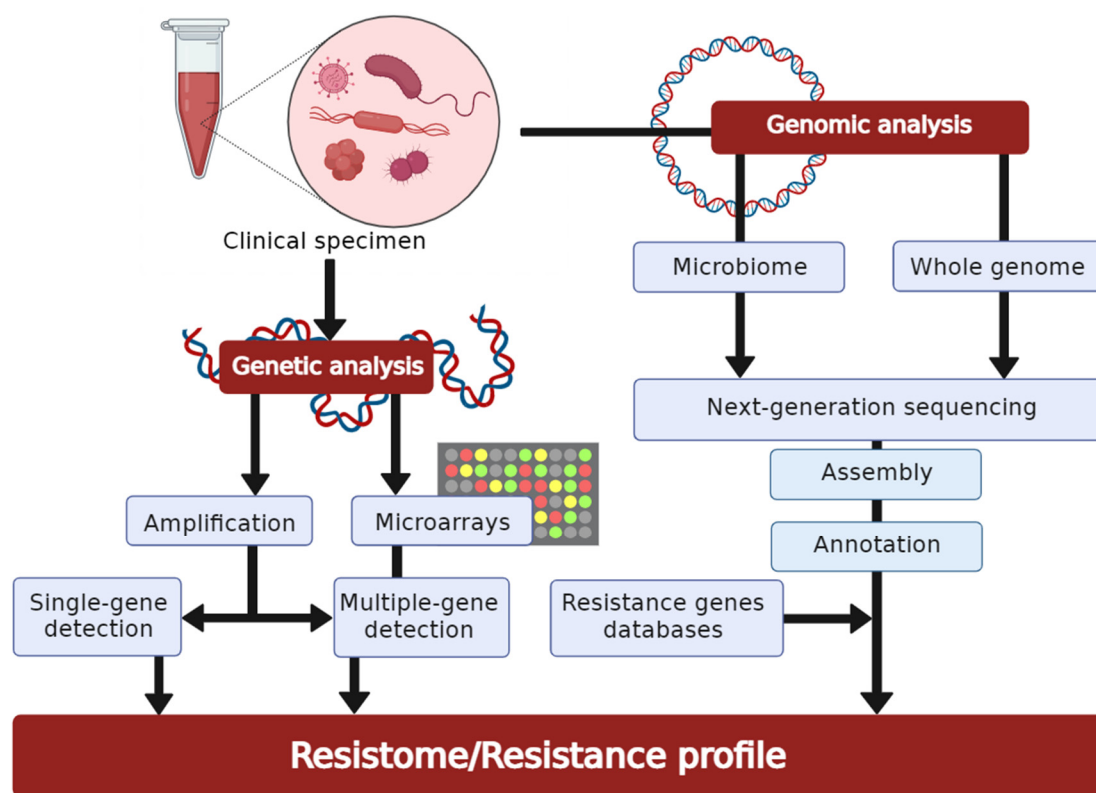 Genomic analysis
Clinical specimen
Microbiome
Whole genome
Genetic analysis
Next-generation sequencing
Assembly
Amplification
Microarrays
Annotation
Single-gene
detection
Multiple-gene
detection
Resistance genes
databases
Resistome/Resistance profile